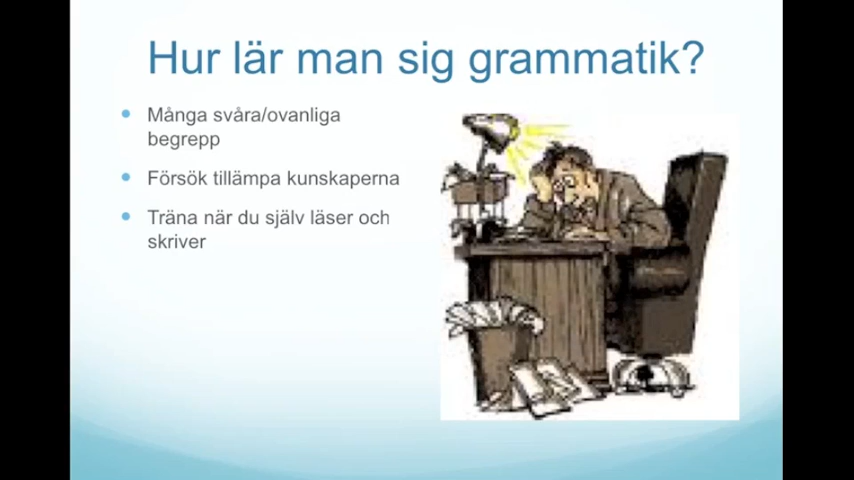 Hur lär man sig grammatik?
Många svåra/ovanliga
begrepp
Försök tillämpa kunskaperna
Träna när du själv läser och
skriver